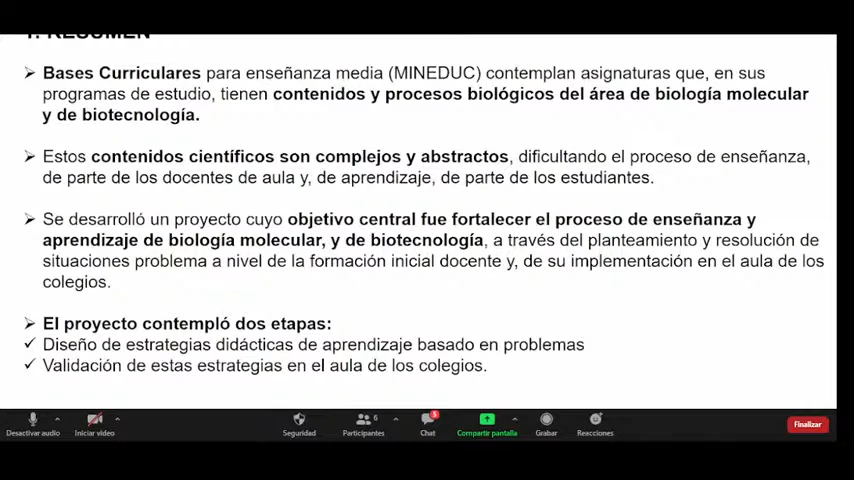 1. RESUMEN
➢ Bases Curriculares para enseñanza media (MINEDUC) contemplan asignaturas que, en sus
programas de estudio, tienen contenidos y procesos biológicos del área de biología molecular
y de biotecnología.
➢ Estos contenidos científicos son complejos y abstractos, dificultando el proceso de enseñanza,
de parte de los docentes de aula y, de aprendizaje, de parte de los estudiantes.
➢ Se desarrolló un proyecto cuyo objetivo central fue fortalecer el proceso de enseñanza y
aprendizaje de biología molecular, y de biotecnología, a través del planteamiento y resolución de
situaciones problema a nivel de la formación inicial docente y, de su implementación en el aula de los
colegios.
➢ El proyecto contempló dos etapas:
✓ Diseño de estrategias didácticas de aprendizaje basado en problemas
✓ Validación de estas estrategias en el aula de los colegios.
6
5
Desactivar audio Iniciar video Seguridad Participantes Chat Compartir pantalla Grabar Reacciones Finalizar